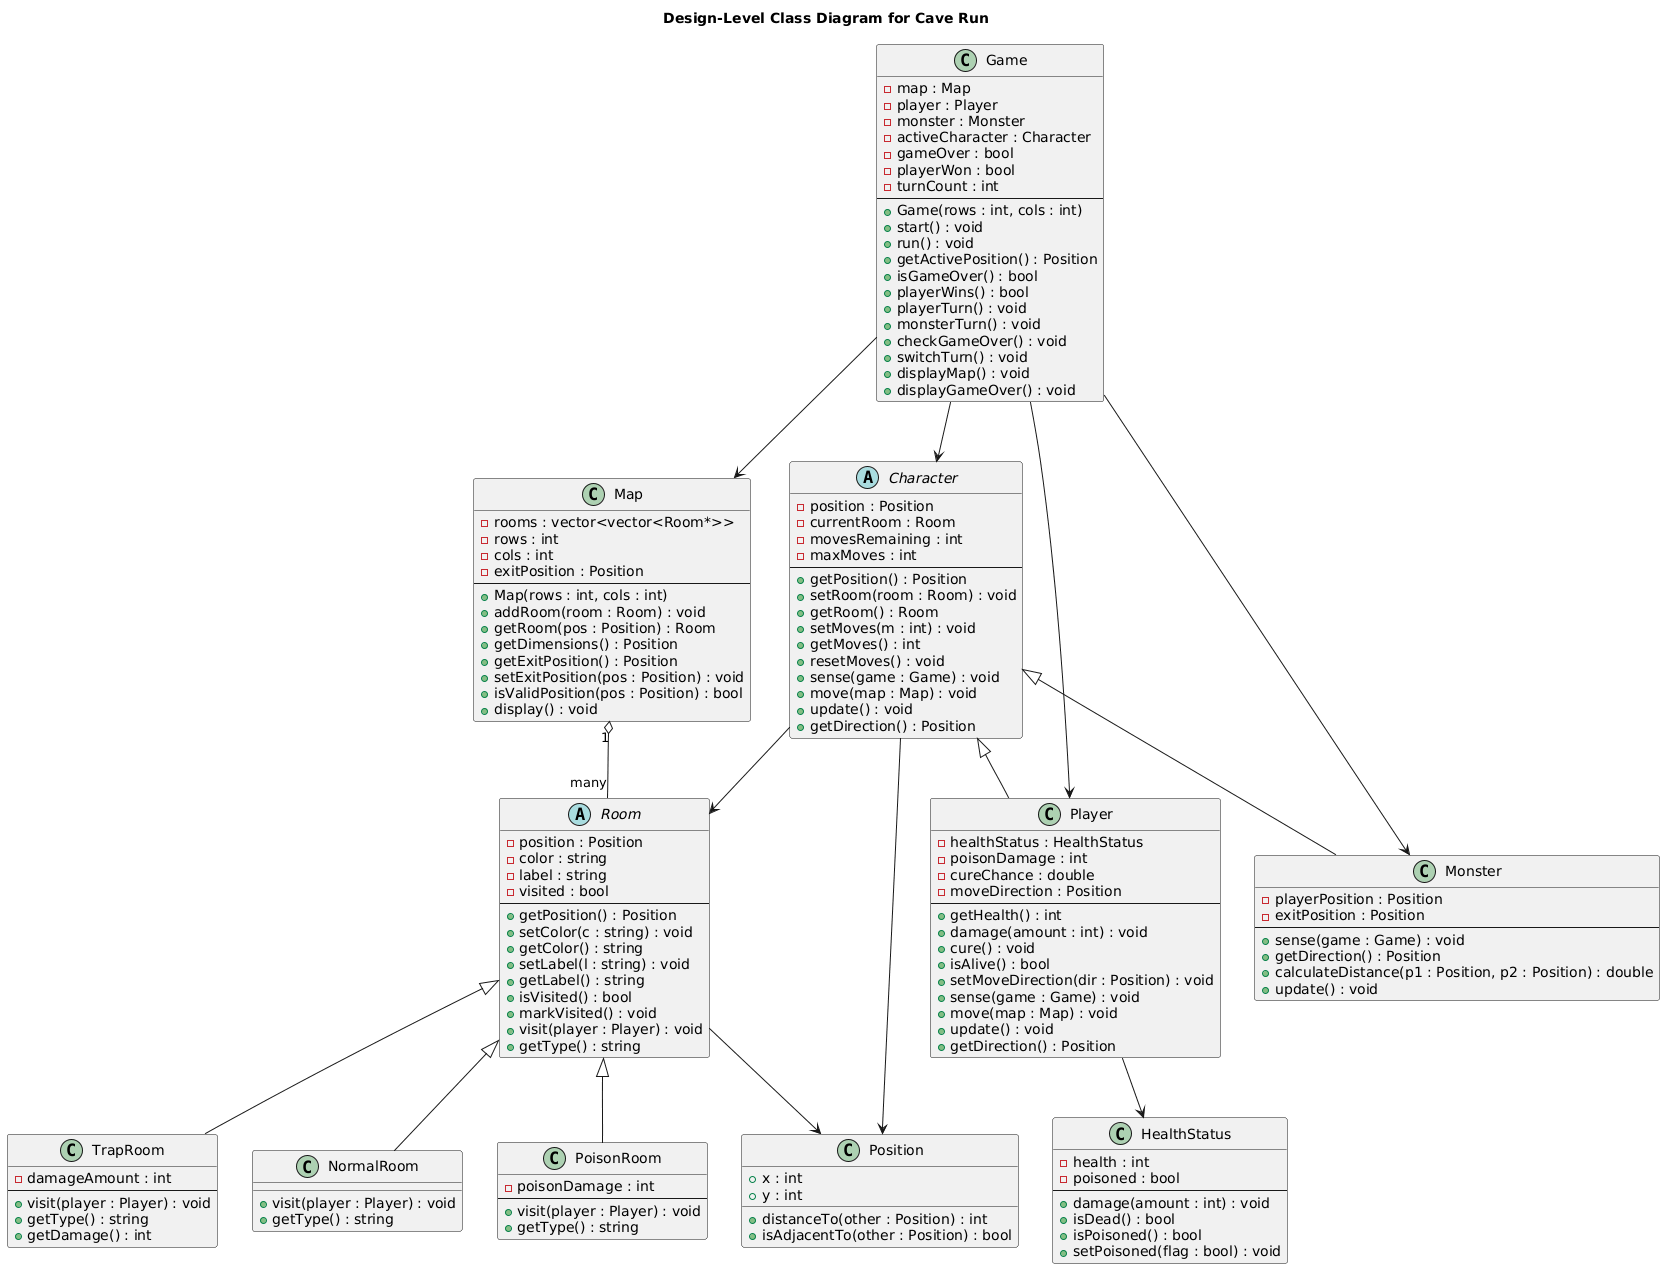 Design-Level Class Diagram for Cave Run
C Game
map : Map
player : Player
monster : Monster
activeCharacter : Character
gameOver : bool
playerWon : bool
turnCount : int
Game(rows : int, cols : int)
start() : void
run() : void
getActivePosition() : Position
isGameOver() : bool
playerWins() : bool
playerTurn() : void
monsterTurn() : void
checkGameOver() : void
switchTurn() : void
displayMap() : void
displayGameOver() : void
C Map
rooms : vector<vector<Room*>>
rows : int
cols : int
exitPosition : Position
Map(rows : int, cols : int)
addRoom(room : Room) : void
getRoom(pos : Position) : Room
getDimensions() : Position
getExitPosition() : Position
setExitPosition(pos : Position) : void
isValidPosition(pos : Position) : bool
display() : void
A Character
position : Position
currentRoom : Room
movesRemaining : int
maxMoves : int
getPosition() : Position
setRoom(room : Room) : void
getRoom() : Room
setMoves(m : int) : void
getMoves() : int
resetMoves() : void
sense(game : Game) : void
move(map : Map) : void
update() : void
getDirection() : Position
1
many
A Room
position : Position
color : string
label : string
visited : bool
getPosition() : Position
setColor(c : string) : void
getColor() : string
setLabel(l : string) : void
getLabel() : string
isVisited() : bool
markVisited() : void
visit(player : Player) : void
getType() : string
C Player
healthStatus : HealthStatus
poisonDamage : int
cureChance : double
moveDirection : Position
getHealth() : int
damage(amount : int) : void
cure() : void
isAlive() : bool
setMoveDirection(dir : Position) : void
sense(game : Game) : void
move(map : Map) : void
update() : void
getDirection() : Position
C Monster
playerPosition : Position
exitPosition : Position
sense(game : Game) : void
getDirection() : Position
calculateDistance(p1 : Position, p2 : Position) : double
update() : void
C TrapRoom
damageAmount : int
visit(player : Player) : void
getType() : string
getDamage() : int
C NormalRoom
visit(player : Player) : void
getType() : string
C PoisonRoom
poisonDamage : int
visit(player : Player) : void
getType() : string
C Position
x : int
y : int
distanceTo(other : Position) : int
isAdjacentTo(other : Position) : bool
C HealthStatus
health : int
poisoned : bool
damage(amount : int) : void
isDead() : bool
isPoisoned() : bool
setPoisoned(flag : bool) : void